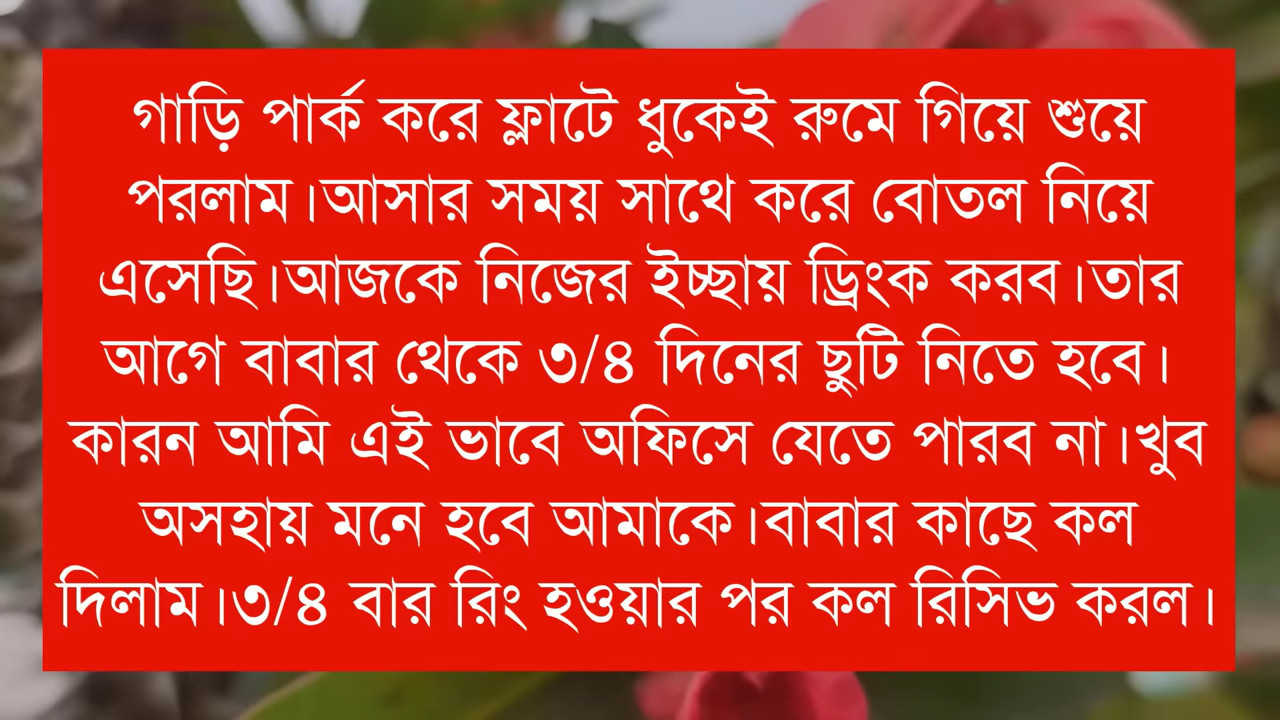 গাড়ি পার্ক করে ফ্লাটে ধুকেই রুমে গিয়ে শুয়ে
পরলাম।আসার সময় সাথে করে বোতল নিয়ে
এসেছি।আজকে নিজের ইচ্ছায় ড্রিংক করব।তার
আগে বাবার থেকে ৩/৪ দিনের ছুটি নিতে হবে।
কারন আমি এই ভাবে অফিসে যেতে পারব না।খুব
অসহায় মনে হবে আমাকে।বাবার কাছে কল
দিলাম।৩/৪ বার রিং হওয়ার পর কল রিসিভ করল।